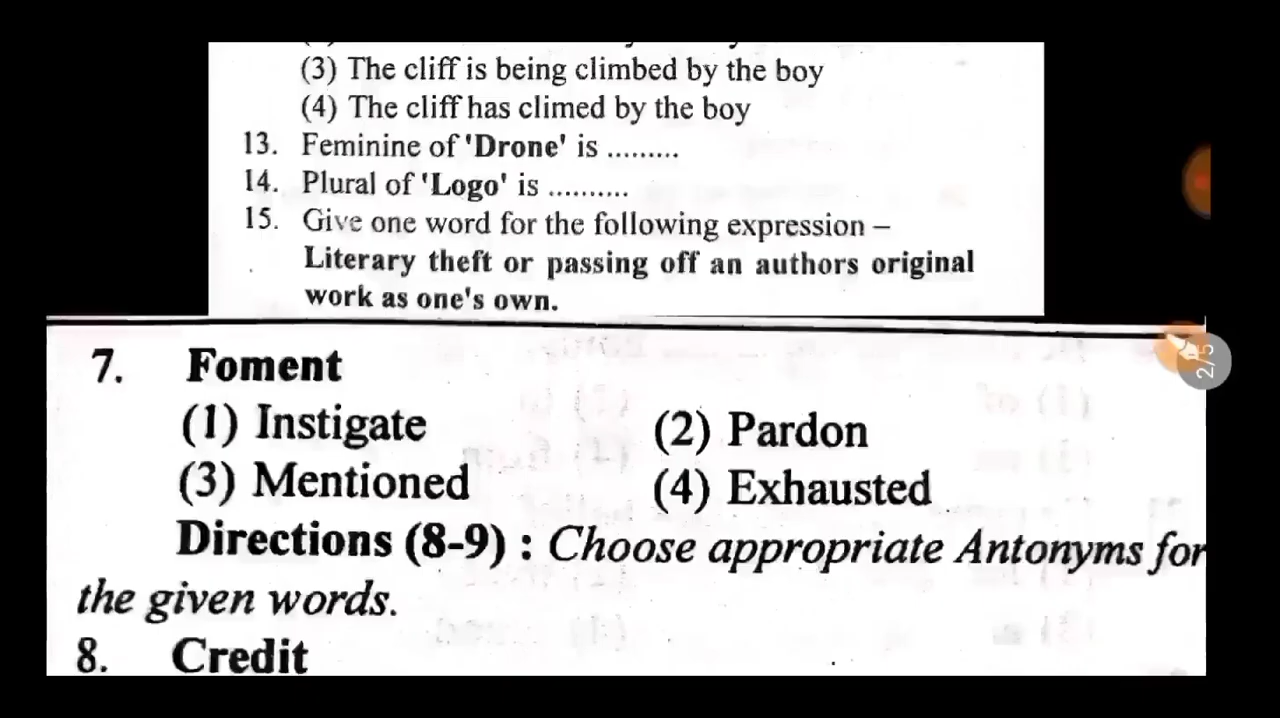 (3) The cliff is being climbed by the boy
(4) The cliff has climed by the boy
13. Feminine of 'Drone' is .........
14. Plural of 'Logo' is ..........
15. Give one word for the following expression –
Literary theft or passing off an authors original
work as one's own.
7. Foment
(1) Instigate (2) Pardon
(3) Mentioned (4) Exhausted
Directions (8-9) : Choose appropriate Antonyms for
the given words.
8. Credit
2/5